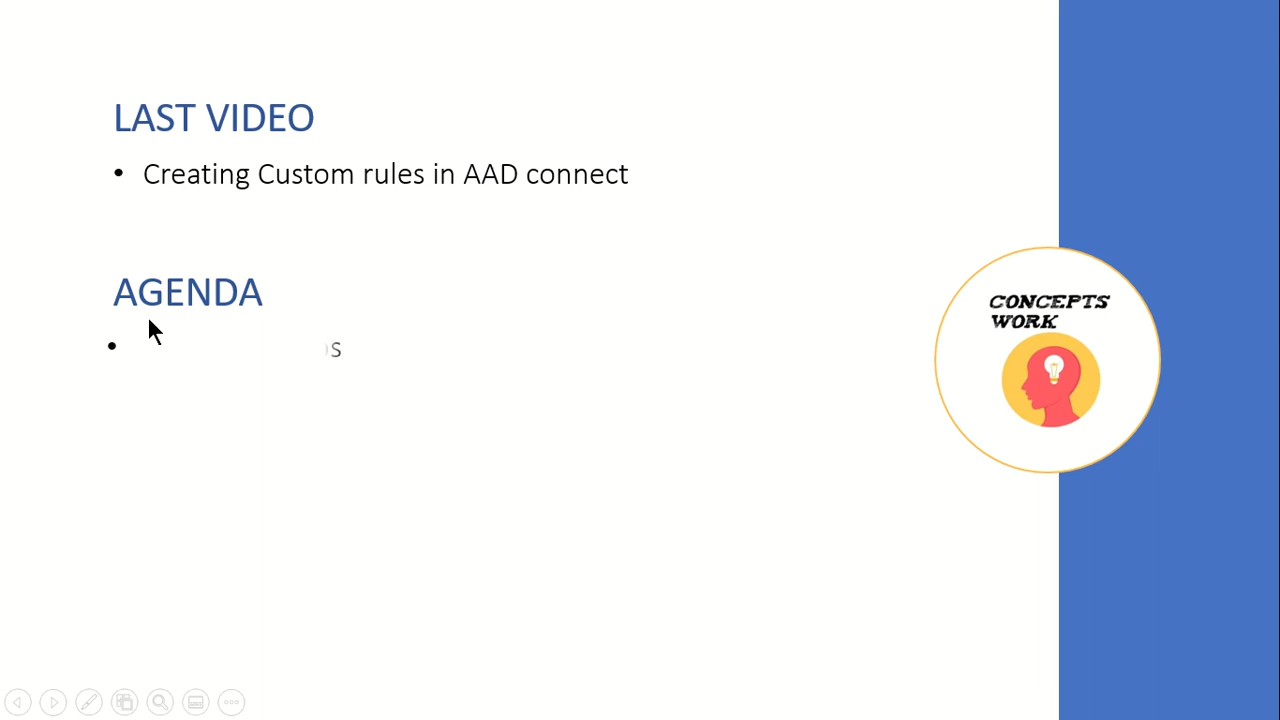 LAST VIDEO
• Creating Custom rules in AAD connect
AGENDA
•
CONCEPTS
WORK